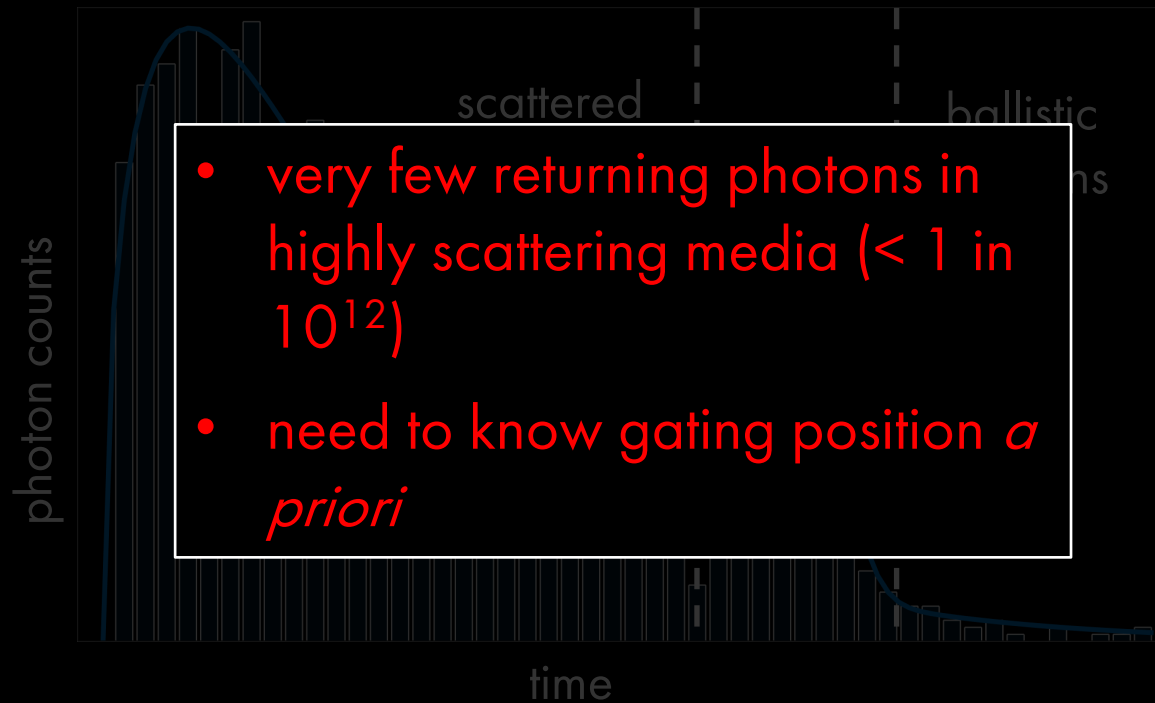 scattered
ballistic
• very few returning photons in
highly scattering media (< 1 in
10¹²)
• need to know gating position a
priori
photon counts
time